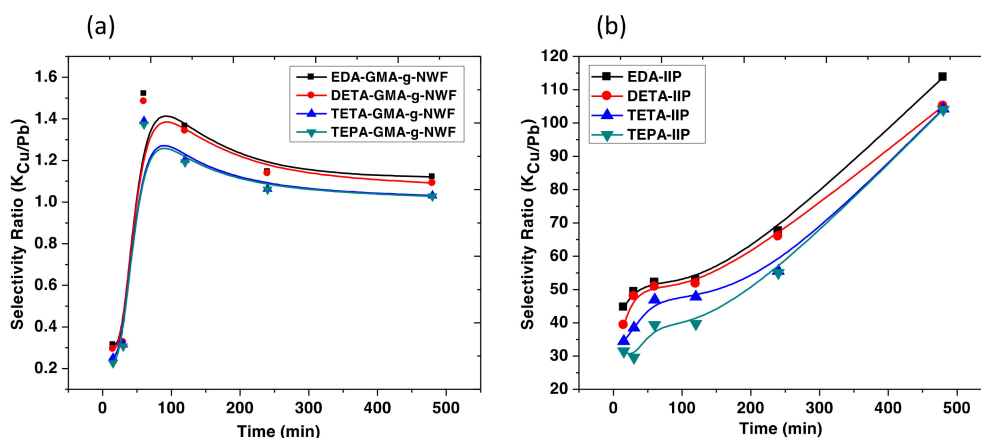 (a)
EDA-GMA-g-NWF
DETA-GMA-g-NWF
TETA-GMA-g-NWF
TEPA-GMA-g-NWF
Selectivity Ratio (KCu/Pb)
1.6
1.4
1.2
1.0
0.8
0.6
0.4
0.2
0 100 200 300 400 500
Time (min)
(b)
EDA-IIP
DETA-IIP
TETA-IIP
TEPA-IIP
Selectivity Ratio (KCu/Pb)
120
110
100
90
80
70
60
50
40
30
20
0 100 200 300 400 500
Time (min)